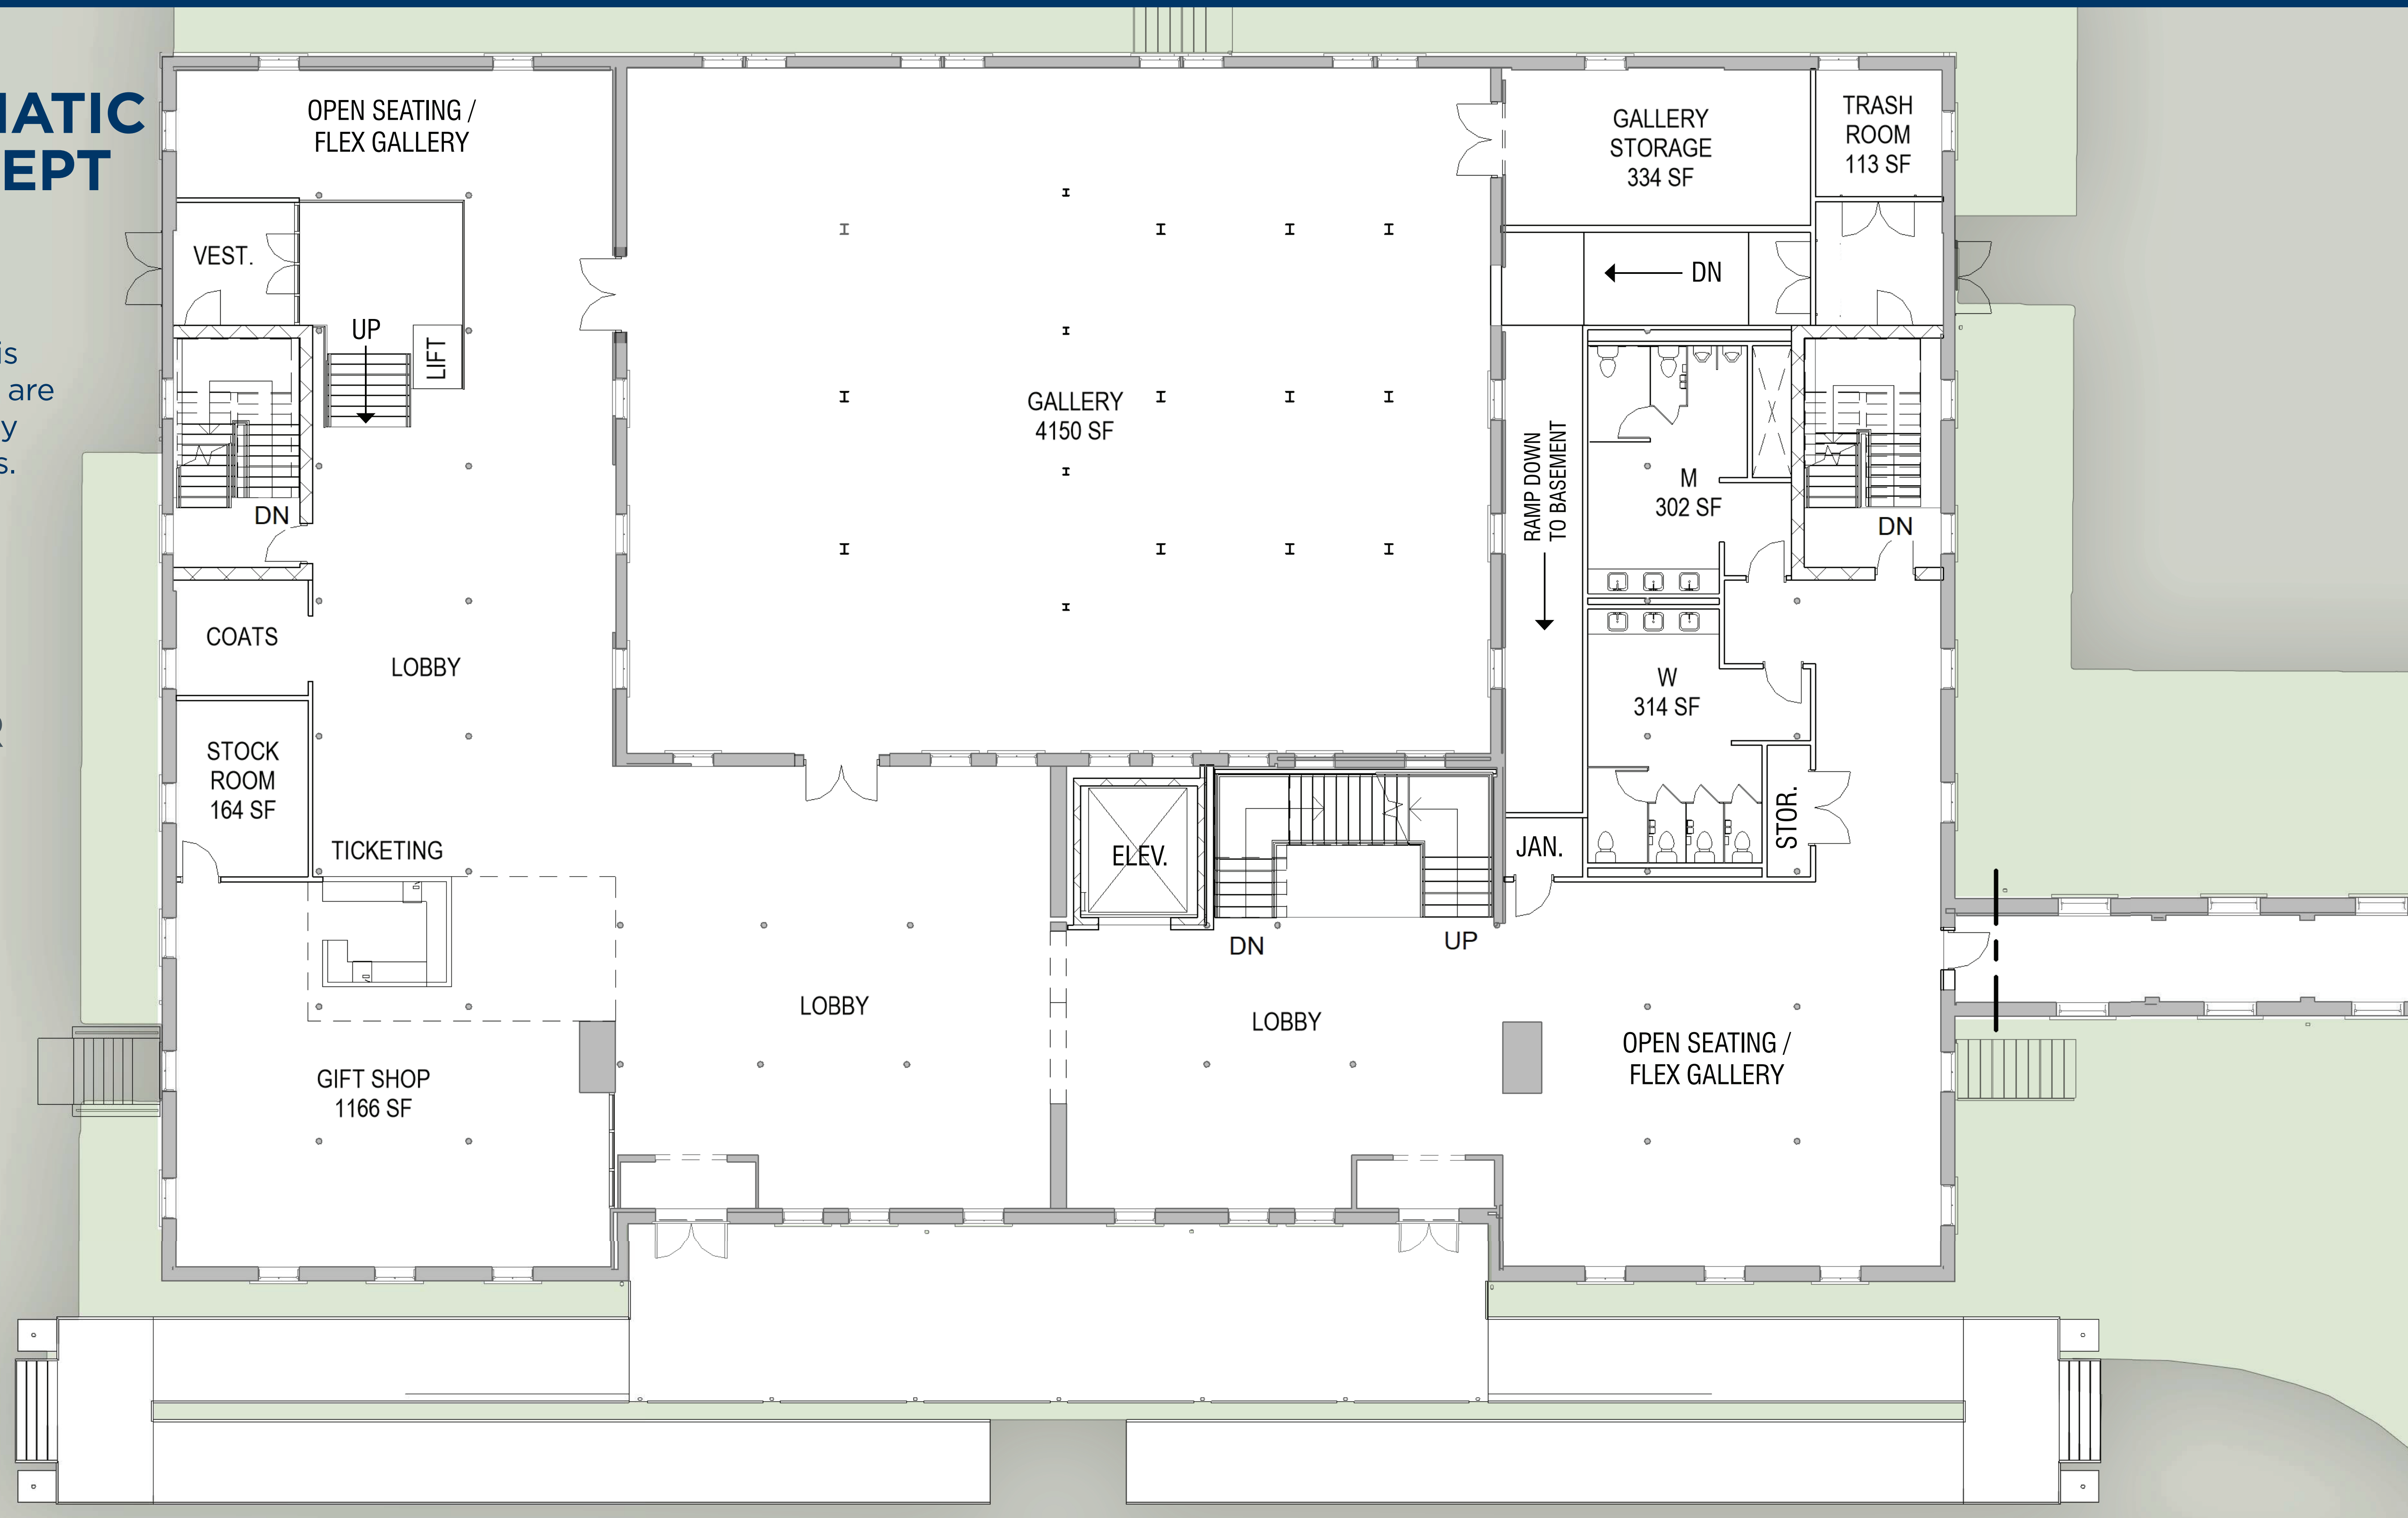 MATIC
EPT
is
are
y
s.
R
OPEN SEATING /
FLEX GALLERY
VEST.
UP
LIFT
DN
COATS
LOBBY
STOCK
ROOM
164 SF
TICKETING
GIFT SHOP
1166 SF
GALLERY
4150 SF
LOBBY
ELEV.
DN
UP
LOBBY
GALLERY
STORAGE
334 SF
TRASH
ROOM
113 SF
DN
RAMP DOWN
TO BASEMENT
M
302 SF
DN
W
314 SF
STOR.
JAN.
OPEN SEATING /
FLEX GALLERY